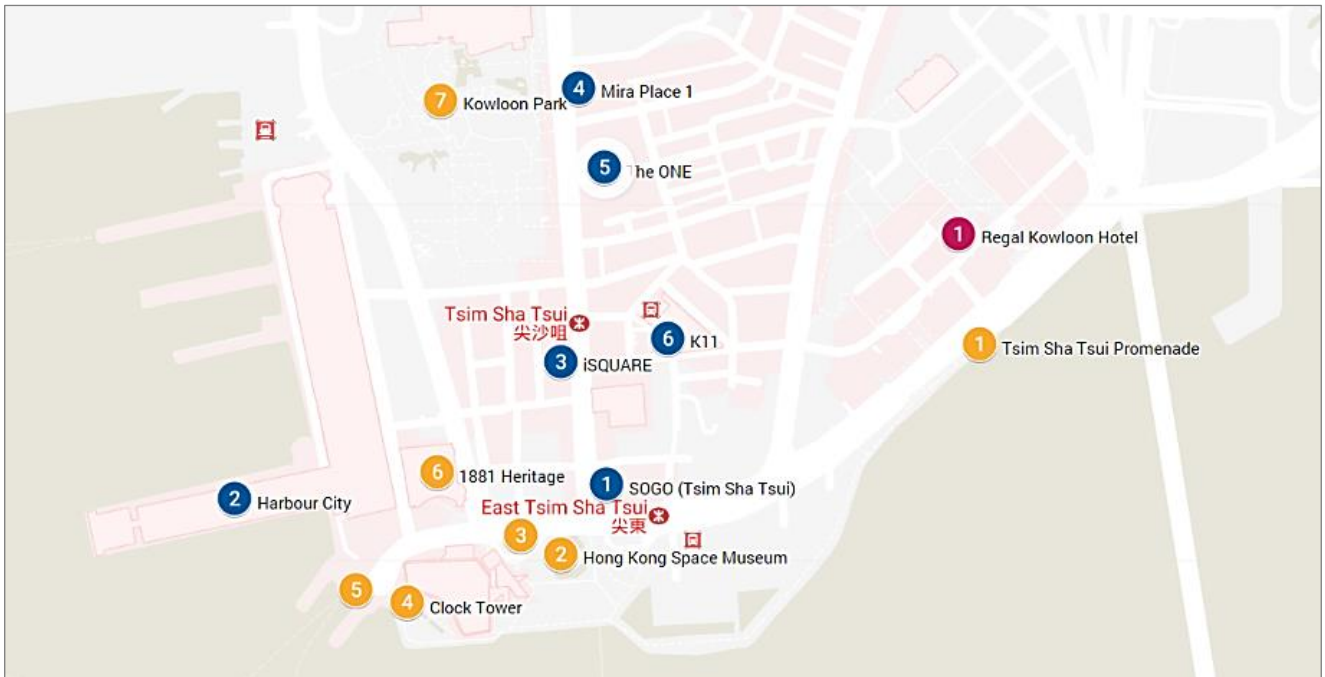 4 Mira Place 1
7 Kowloon Park
5 he ONE
1 Regal Kowloon Hotel
Tsim Sha Tsui
尖沙咀
6 K11
1 Tsim Sha Tsui Promenade
3 iSQUARE
6 1881 Heritage
1 SOGO (Tsim Sha Tsui)
2 Harbour City
East Tsim Sha Tsui
尖東
3
2 Hong Kong Space Museum
5
4 Clock Tower